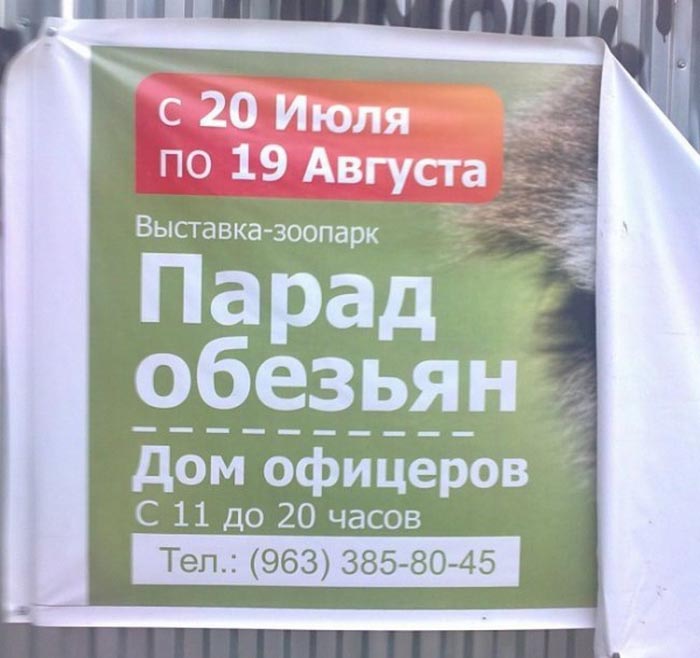 с 20 Июля
по 19 Августа
Выставка-зоопарк
Парад
обезьян
Дом офицеров
С 11 до 20 часов
Тел.: (963) 385-80-45